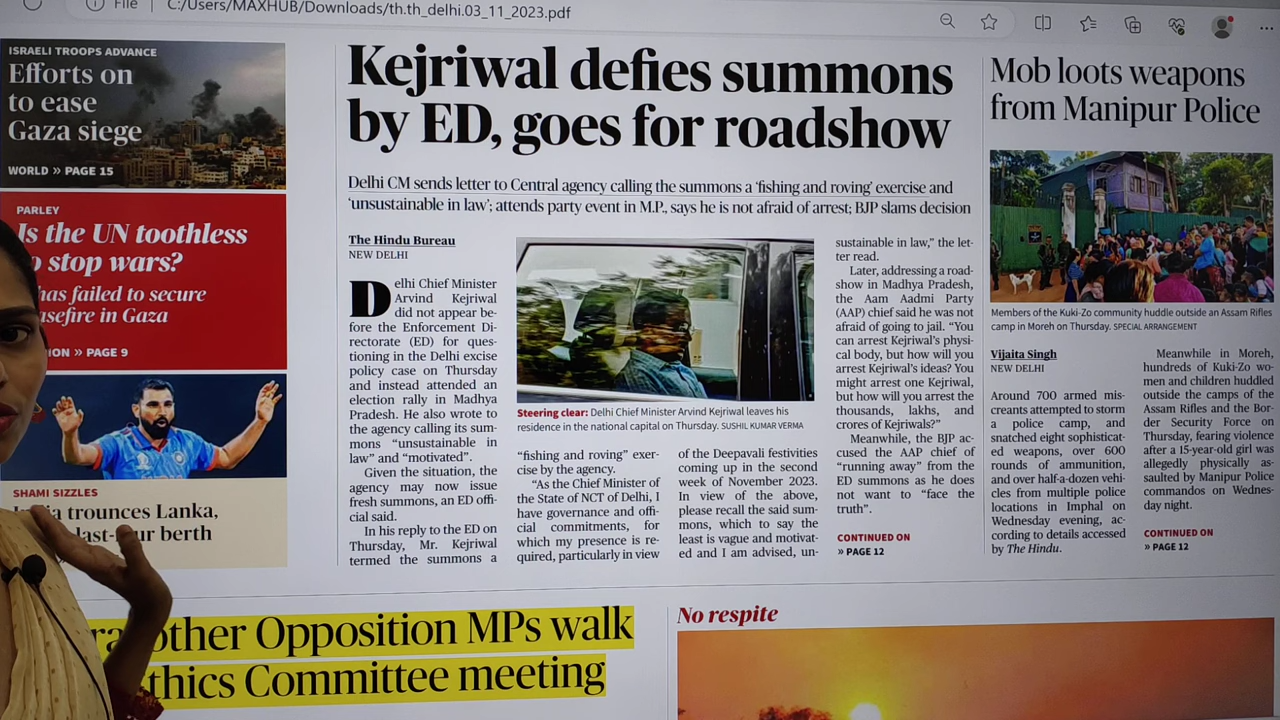 File
C:/Users/MAXHUB/Downloads/th.th_delhi.03_11_2023.pdf
ISRAELI TROOPS ADVANCE
Efforts on
to ease
Gaza siege
WORLD » PAGE 15
PARLEY
Is the UN toothless
to stop wars?
has failed to secure
ceasefire in Gaza
» PAGE 9
SHAMI SIZZLES
India trounces Lanka,
last-four berth
Kejriwal defies summons
by ED, goes for roadshow
Delhi CM sends letter to Central agency calling the summons a ‘fishing and roving’ exercise and
‘unsustainable in law’; attends party event in M.P., says he is not afraid of arrest; BJP slams decision
The Hindu Bureau
NEW DELHI
Delhi Chief Minister
Arvind Kejriwal
did not appear be-
fore the Enforcement Di-
rectorate (ED) for ques-
tioning in the Delhi excise
policy case on Thursday
and instead attended an
election rally in Madhya
Pradesh. He also wrote to
the agency calling its sum-
mons “unsustainable in
law” and “motivated”.
Given the situation, the
agency may now issue
fresh summons, an ED offi-
cial said.
In his reply to the ED on
Thursday, Mr. Kejriwal
termed the summons a
Steering clear: Delhi Chief Minister Arvind Kejriwal leaves his
residence in the national capital on Thursday. SUSHIL KUMAR VERMA
“fishing and roving” exer-
cise by the agency.
“As the Chief Minister of
the State of NCT of Delhi, I
have governance and offi-
cial commitments, for
which my presence is re-
quired, particularly in view
of the Deepavali festivities
coming up in the second
week of November 2023.
In view of the above,
please recall the said sum-
mons, which to say the
least is vague and motivat-
ed and I am advised, un-
sustainable in law,” the let-
ter read.
Later, addressing a road-
show in Madhya Pradesh,
the Aam Aadmi Party
(AAP) chief said he was not
afraid of going to jail. “You
can arrest Kejriwal’s physi-
cal body, but how will you
arrest Kejriwal’s ideas? You
might arrest one Kejriwal,
but how will you arrest the
thousands, lakhs, and
crores of Kejriwals?”
Meanwhile, the BJP ac-
cused the AAP chief of
“running away” from the
ED summons as he does
not want to “face the
truth”.
CONTINUED ON
» PAGE 12
Mob loots weapons
from Manipur Police
Members of the Kuki-Zo community huddle outside an Assam Rifles
camp in Moreh on Thursday. SPECIAL ARRANGEMENT
Vijaita Singh
NEW DELHI
Around 700 armed mis-
creants attempted to storm
a police camp, and
snatched eight sophisticat-
ed weapons, over 600
rounds of ammunition,
and over half-a-dozen vehi-
cles from multiple police
locations in Imphal on
Wednesday evening, ac-
cording to details accessed
by The Hindu.
Meanwhile in Moreh,
hundreds of Kuki-Zo wo-
men and children huddled
outside the camps of the
Assam Rifles and the Bor-
der Security Force on
Thursday, fearing violence
after a 15-year-old girl was
allegedly physically as-
saulted by Manipur Police
commandos on Wednes-
day night.
CONTINUED ON
» PAGE 12
other Opposition MPs walk
Ethics Committee meeting
No respite